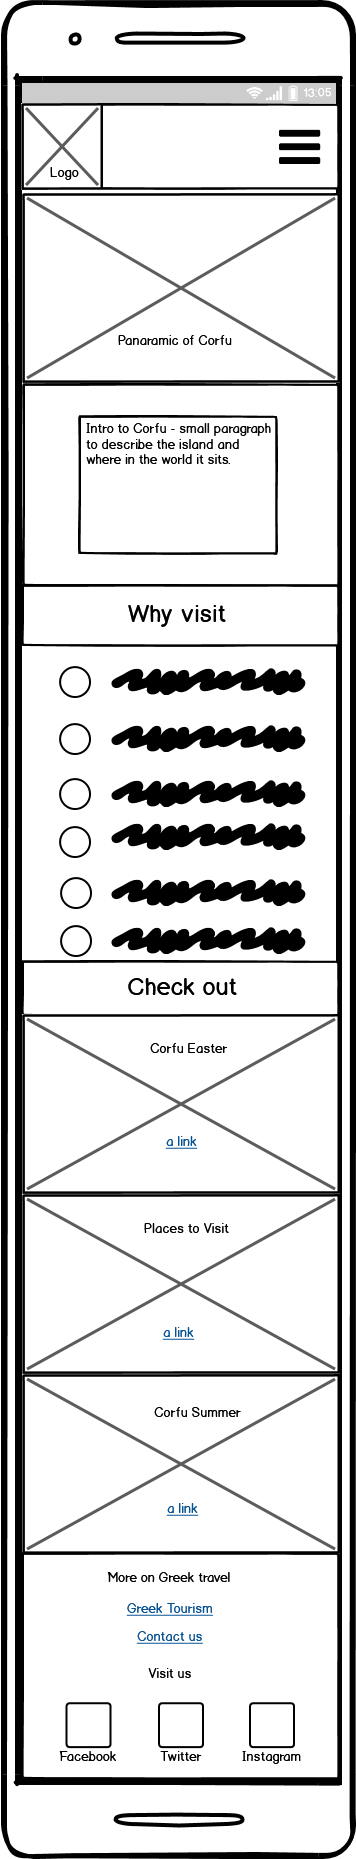 13:05
Logo
Panaramic of Corfu
Intro to Corfu - small paragraph
to describe the island and
where in the world it sits.
Why visit
Check out
Corfu Easter
a link
Places to Visit
a link
Corfu Summer
a link
More on Greek travel
Greek Tourism
Contact us
Visit us
Facebook Twitter Instagram